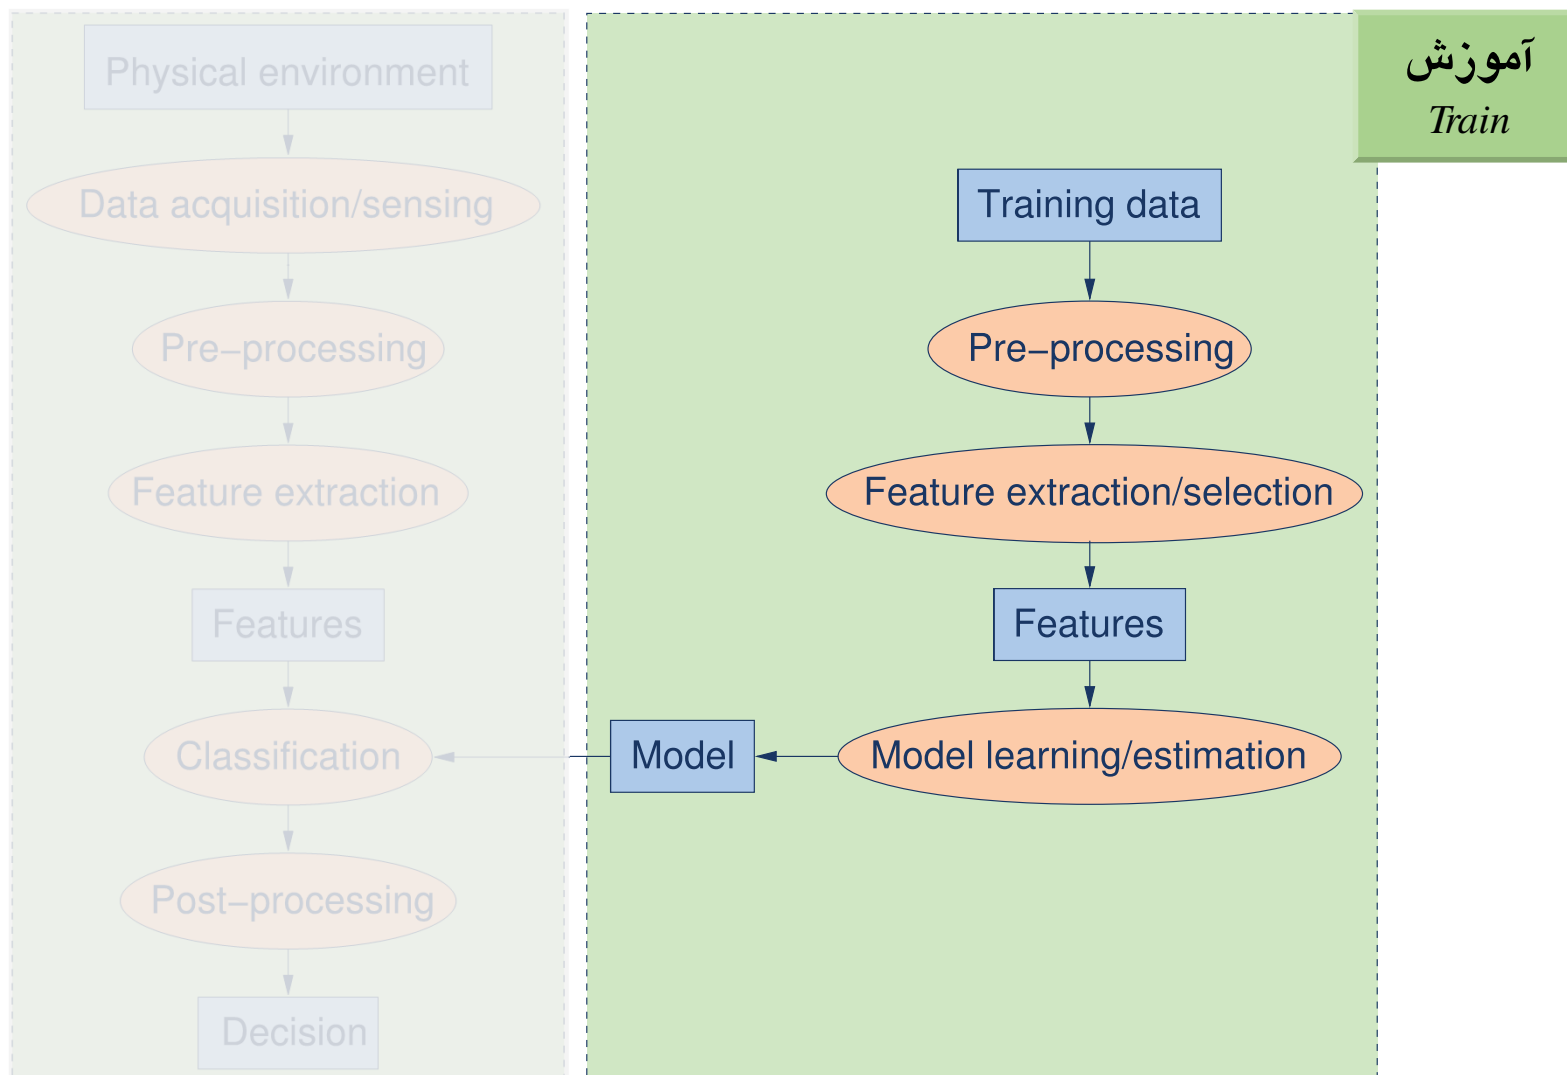 Physical environment
Data acquisition/sensing
Pre–processing
Feature extraction
Features
Classification
Post–processing
Decision
آموزش
Train
Training data
Pre–processing
Feature extraction/selection
Features
Model learning/estimation
Model